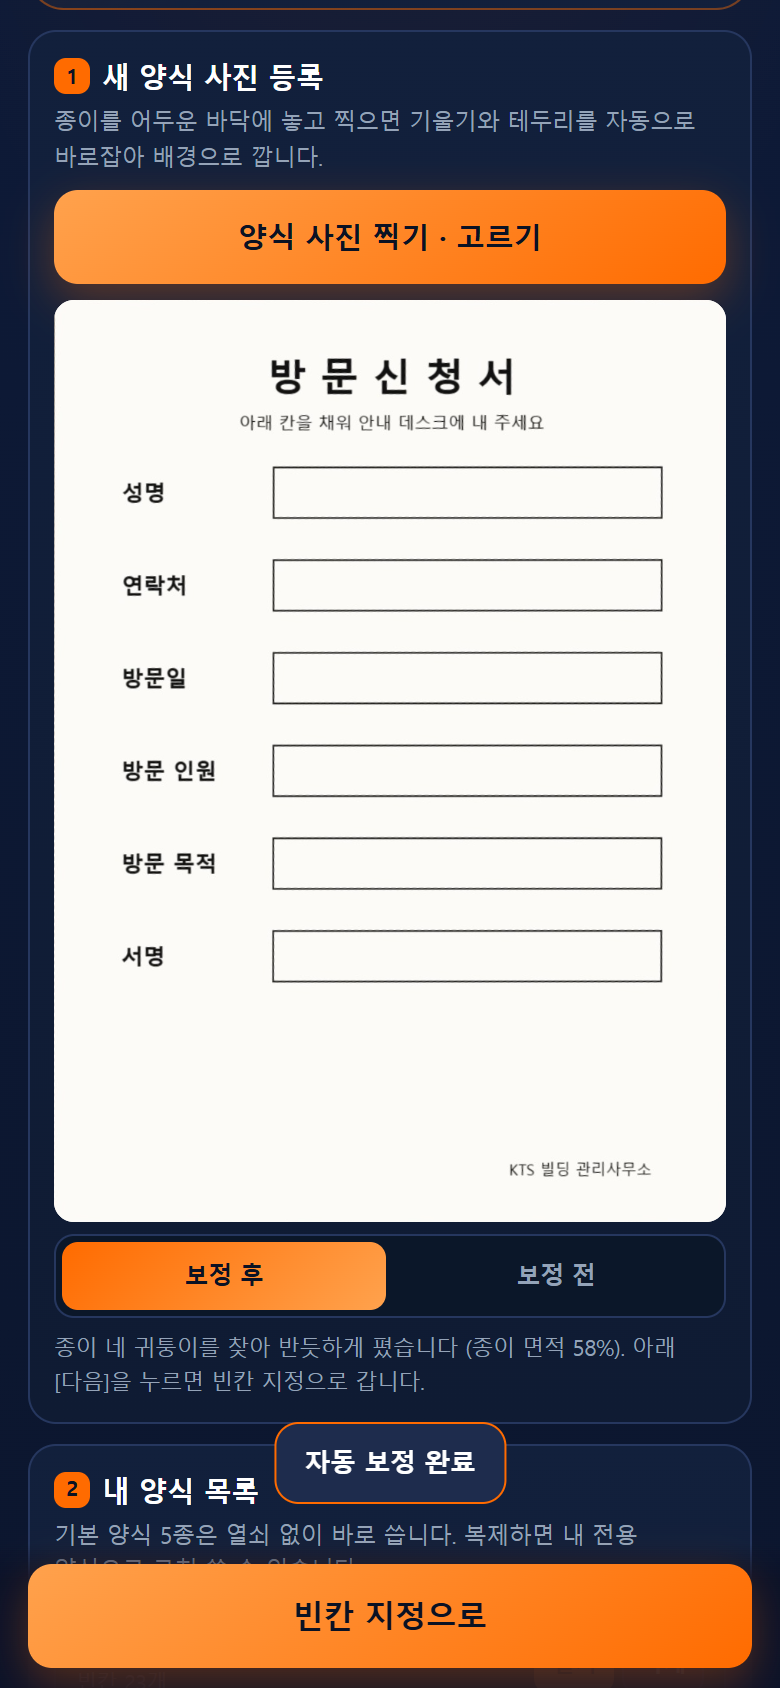 1 새 양식 사진 등록
종이를 어두운 바닥에 놓고 찍으면 기울기와 테두리를 자동으로
바로잡아 배경으로 깝니다.
양식 사진 찍기 · 고르기
방문신청서
아래 칸을 채워 안내 데스크에 내 주세요
성명
연락처
방문일
방문 인원
방문 목적
서명
KTS 빌딩 관리사무소
보정 후
보정 전
종이 네 귀퉁이를 찾아 반듯하게 폈습니다 (종이 면적 58%). 아래
[다음]을 누르면 빈칸 지정으로 갑니다.
자동 보정 완료
2 내 양식 목록
기본 양식 5종은 열쇠 없이 바로 씁니다. 복제하면 내 전용
빈칸 지정으로